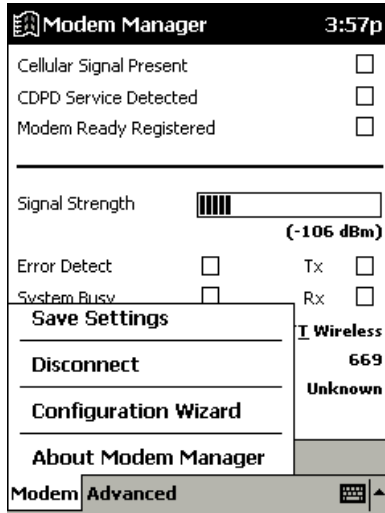 Modem Manager 3:57p
Cellular Signal Present
CDPD Service Detected
Modem Ready Registered
Signal Strength
(-106 dBm)
Error Detect Tx
System Busy Rx
Save Settings
T Wireless
Disconnect
669
Unknown
Configuration Wizard
About Modem Manager
Modem Advanced